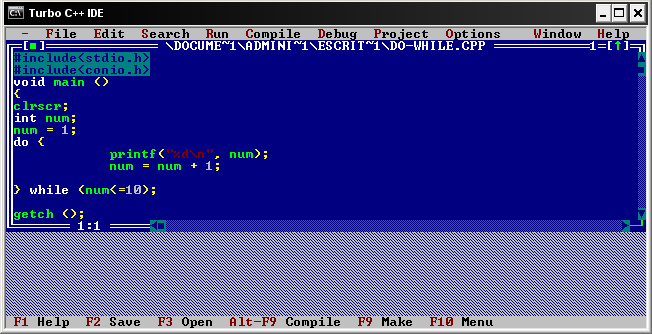 Turbo C++ IDE
- File Edit Search Run Compile Debug Project Options Window Help
[■] \DOCUME~1\ADMINI~1\ESCRIT~1\DO-WHILE.CPP 1=[↑]
#include<stdio.h>
#include<conio.h>
void main ()
{
clrscr;
int num;
num = 1;
do {
printf("%d\n", num);
num = num + 1;
} while (num<=10);
getch ();
1:1
F1 Help F2 Save F3 Open Alt-F9 Compile F9 Make F10 Menu